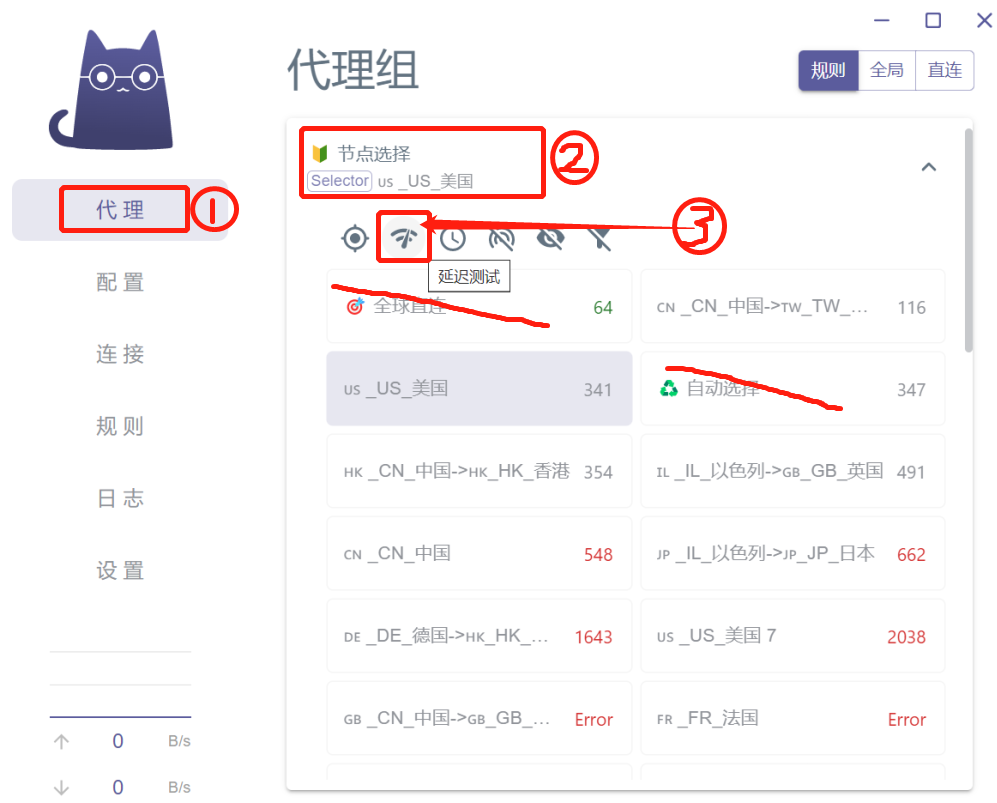 代理组
规则 全局 直连
节点选择
②
Selector US _US_美国
代理
①
③
延迟测试
配置
连接
规则
日志
设置
全球直连 64
CN _CN_中国->TW_TW_... 116
US _US_美国 341
自动选择 347
HK _CN_中国->HK_HK_香港 354
IL _IL_以色列->GB_GB_英国 491
CN _CN_中国 548
JP _IL_以色列->JP_JP_日本 662
DE _DE_德国->HK_HK_... 1643
US _US_美国 7 2038
GB _CN_中国->GB_GB_... Error
FR _FR_法国 Error
↑ 0 B/s
↓ 0 B/s